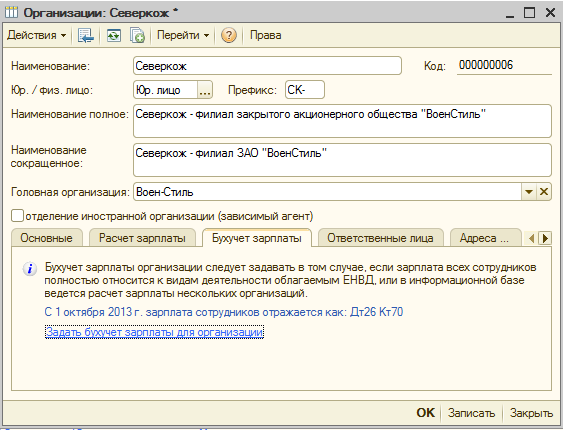 Организации: Северкож *
Действия Перейти ? Права
Наименование: Северкож Код: 000000006
Юр. / физ. лицо: Юр. лицо ... Префикс: СК-
Наименование полное: Северкож - филиал закрытого акционерного общества "ВоенСтиль"
Наименование Северкож - филиал ЗАО "ВоенСтиль"
сокращенное:
Головная организация: Воен-Стиль
отделение иностранной организации (зависимый агент)
Основные Расчет зарплаты Бухучет зарплаты Ответственные лица Адреса ...
Бухучет зарплаты организации следует задавать в том случае, если зарплата всех сотрудников
полностью относится к видам деятельности облагаемым ЕНВД, или в информационной базе
ведется расчет зарплаты нескольких организаций.
С 1 октября 2013 г. зарплата сотрудников отражается как: Дт26 Кт70
Задать бухучет зарплаты для организации
OK Записать Закрыть